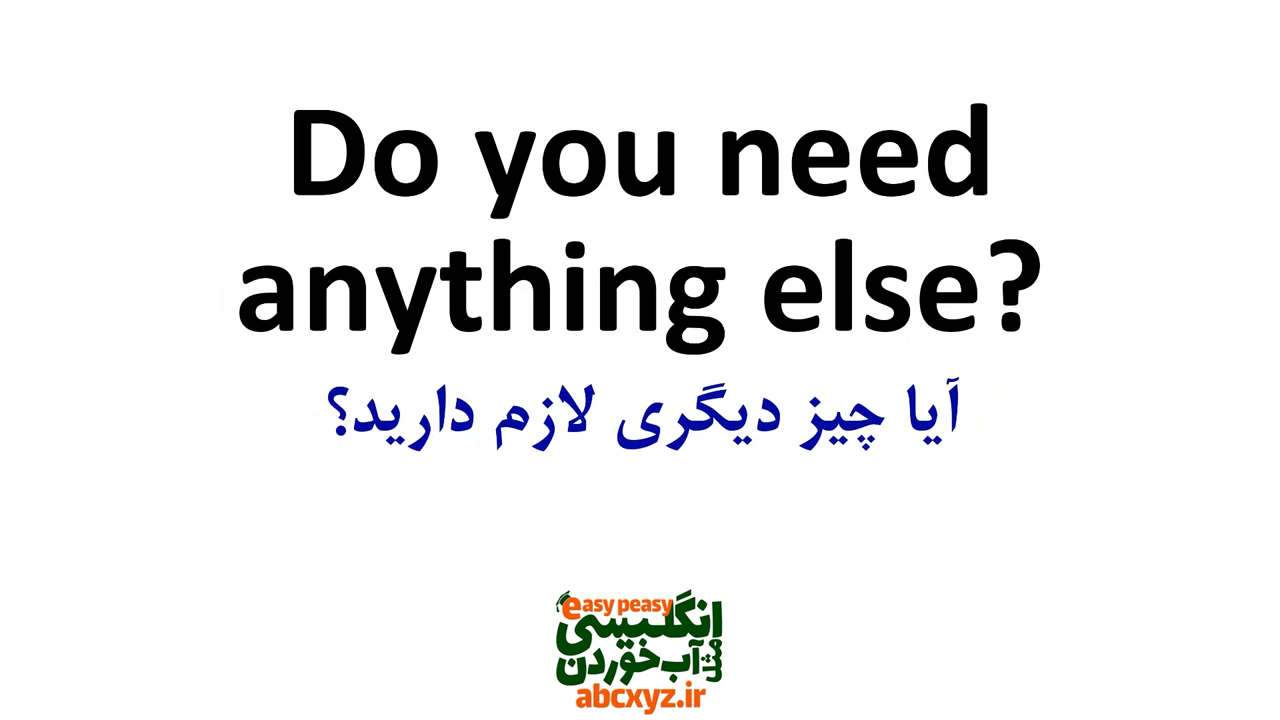 Do you need
anything else?
آیا چیز دیگری لازم دارید؟
easy peasy
انگلیسی
مثل آب خوردن
abcxyz.ir